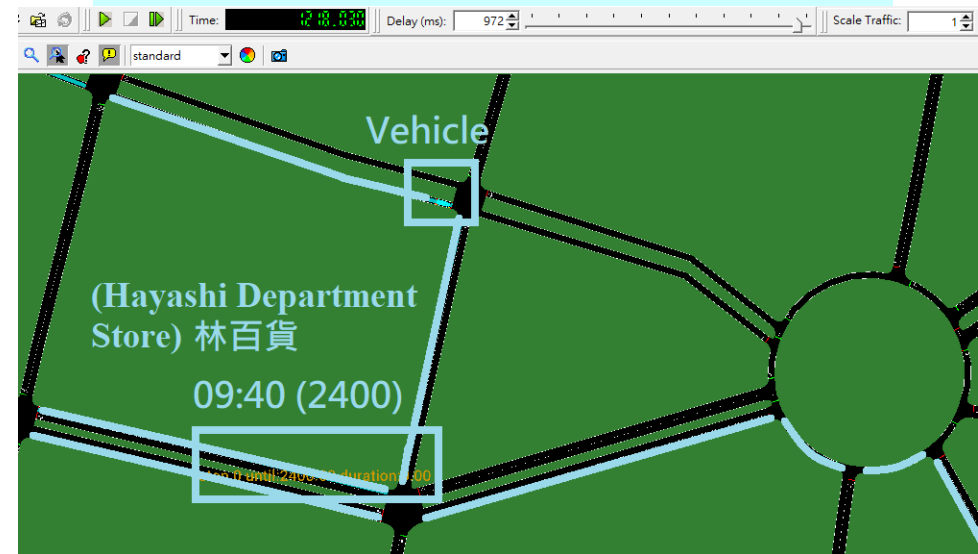 Time:
Delay (ms):
972
Scale Traffic:
1
standard
Vehicle
(Hayashi Department
Store) 林百貨
09:40 (2400)